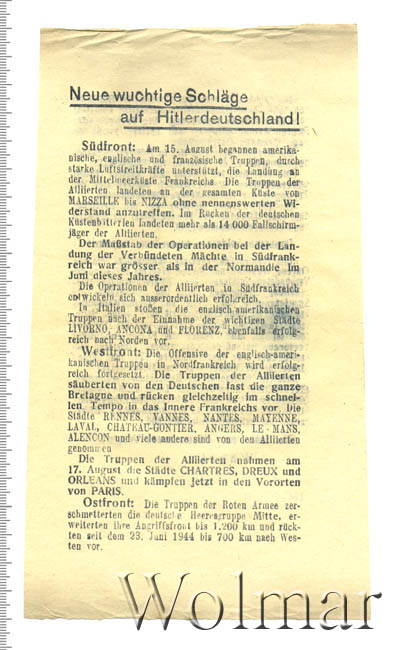 Neue wuchtige Schläge
auf Hitlerdeutschland!
Südfront: Am 15. August begannen amerika-
nische, englische und französische Truppen, durch
starke Luftstreitkräfte unterstützt, die Landung an
der Mittelmeerküste Frankreichs. Die Truppen der
Alliierten landeten an der gesamten Küste von
MARSEILLE bis NIZZA ohne nennenswerten Wi-
derstand anzutreffen. Im Rücken der deutschen
Küstenbatterien landeten mehr als 14 000 Fallschirm-
jäger der Alliierten.
Der Maßstab der Operationen bei der Lan-
dung der Verbündeten Mächte in Südfrank-
reich war grösser als in der Normandie im
Juni dieses Jahres.
Die Operationen der Alliierten in Südfrankreich
entwickeln sich ausserordentlich erfolgreich.
In Italien stoßen die englisch-amerikanischen
Truppen nach der Einnahme der wichtigen Städte
LIVORNO, ANCONA und FLORENZ, ebenfalls erfolg-
reich nach Norden vor.
Westfront: Die Offensive der englisch-ameri-
kanischen Truppen in Nordfrankreich wird erfolg-
reich fortgesetzt. Die Truppen der Alliierten
säuberten von den Deutschen fast die ganze
Bretagne und rücken gleichzeitig im schnel-
len Tempo in das Innere Frankreichs vor. Die
Städte RENNES, VANNES, NANTES, MAYENNE,
LAVAL, CHATEAU-GONTIER, ANGERS, LE-MANS,
ALENCON und viele andere sind von den Alliierten
genommen
Die Truppen der Alliierten nahmen am
17. August die Städte CHARTRES, DREUX und
ORLEANS und kämpfen jetzt in den Vororten
von PARIS.
Ostfront: Die Truppen der Roten Armee zer-
schmetterten die deutsche Heeresgruppe Mitte, er-
weiterten ihre Angriffsfront bis 1.200 km und rück-
ten seit dem 23. Juni 1944 bis 700 km nach Wes-
ten vor.
Wolmar